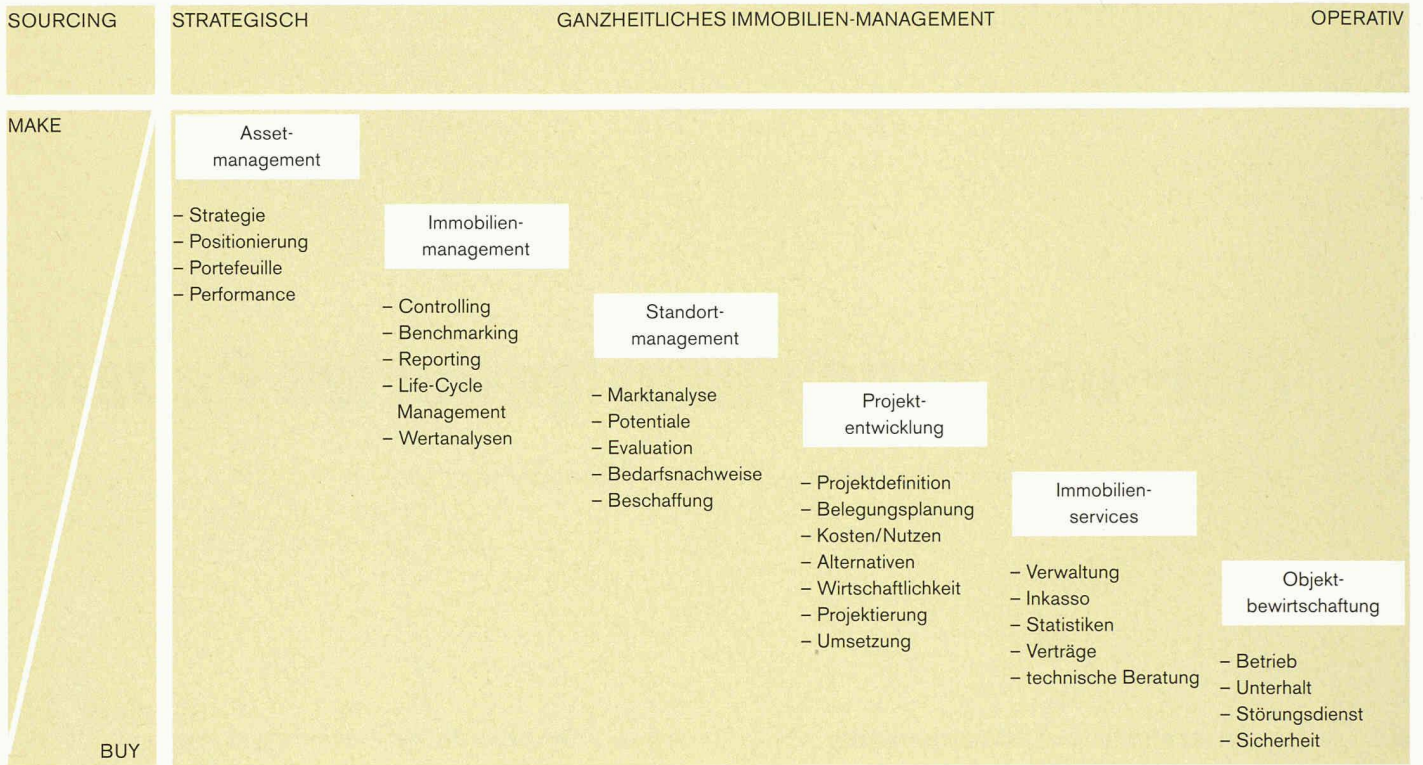 SOURCING
STRATEGISCH
GANZHEITLICHES IMMOBILIEN-MANAGEMENT
OPERATIV
MAKE
BUY
Asset-
management
– Strategie
– Positionierung
– Portefeuille
– Performance
Immobilien-
management
– Controlling
– Benchmarking
– Reporting
– Life-Cycle
Management
– Wertanalysen
Standort-
management
– Marktanalyse
– Potentiale
– Evaluation
– Bedarfsnachweise
– Beschaffung
Projekt-
entwicklung
– Projektdefinition
– Belegungsplanung
– Kosten/Nutzen
– Alternativen
– Wirtschaftlichkeit
– Projektierung
– Umsetzung
Immobilien-
services
– Verwaltung
– Inkasso
– Statistiken
– Verträge
– technische Beratung
Objekt-
bewirtschaftung
– Betrieb
– Unterhalt
– Störungsdienst
– Sicherheit